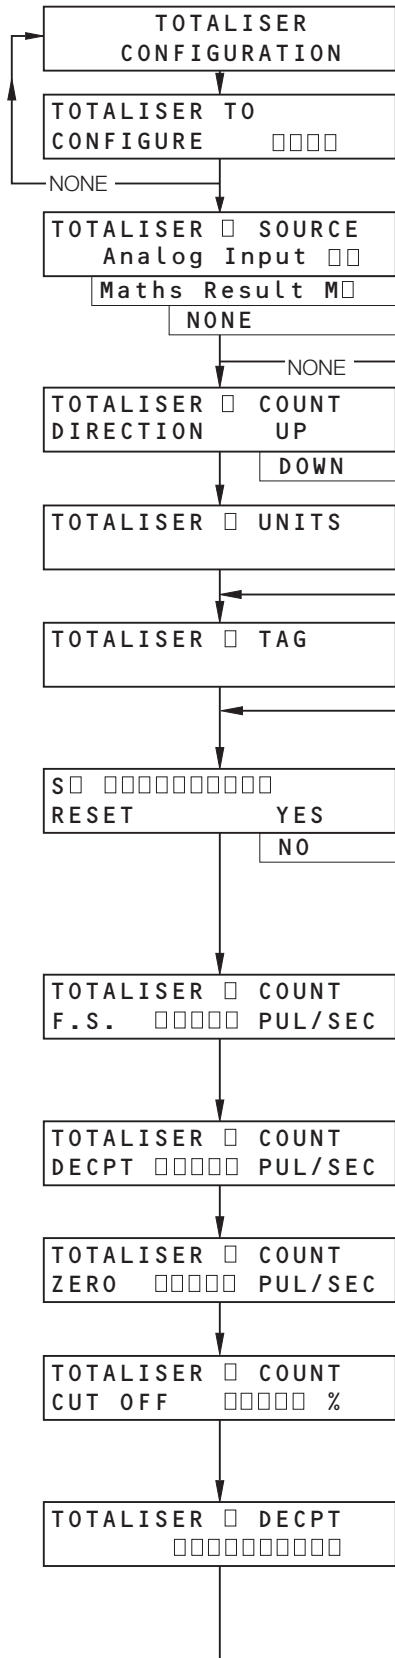 TOTALISER
CONFIGURATION
TOTALISER TO
CONFIGURE □□□□
NONE
TOTALISER □ SOURCE
Analog Input □□
Maths Result M□
NONE
NONE
TOTALISER □ COUNT
DIRECTION UP
DOWN
TOTALISER □ UNITS
TOTALISER □ TAG
S□ □□□□□□□□□□
RESET YES
NO
TOTALISER □ COUNT
F.S. □□□□□ PUL/SEC
TOTALISER □ COUNT
DECPT □□□□□ PUL/SEC
TOTALISER □ COUNT
ZERO □□□□□ PUL/SEC
TOTALISER □ COUNT
CUT OFF □□□□□ %
TOTALISER □ DECPT
□□□□□□□□□□